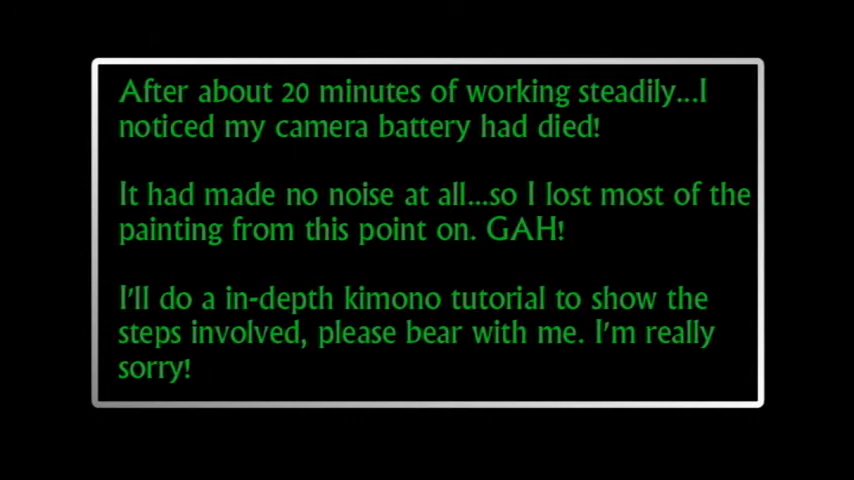 After about 20 minutes of working steadily...I
noticed my camera battery had died!
It had made no noise at all...so I lost most of the
painting from this point on. GAH!
I'll do a in-depth kimono tutorial to show the
steps involved, please bear with me. I'm really
sorry!